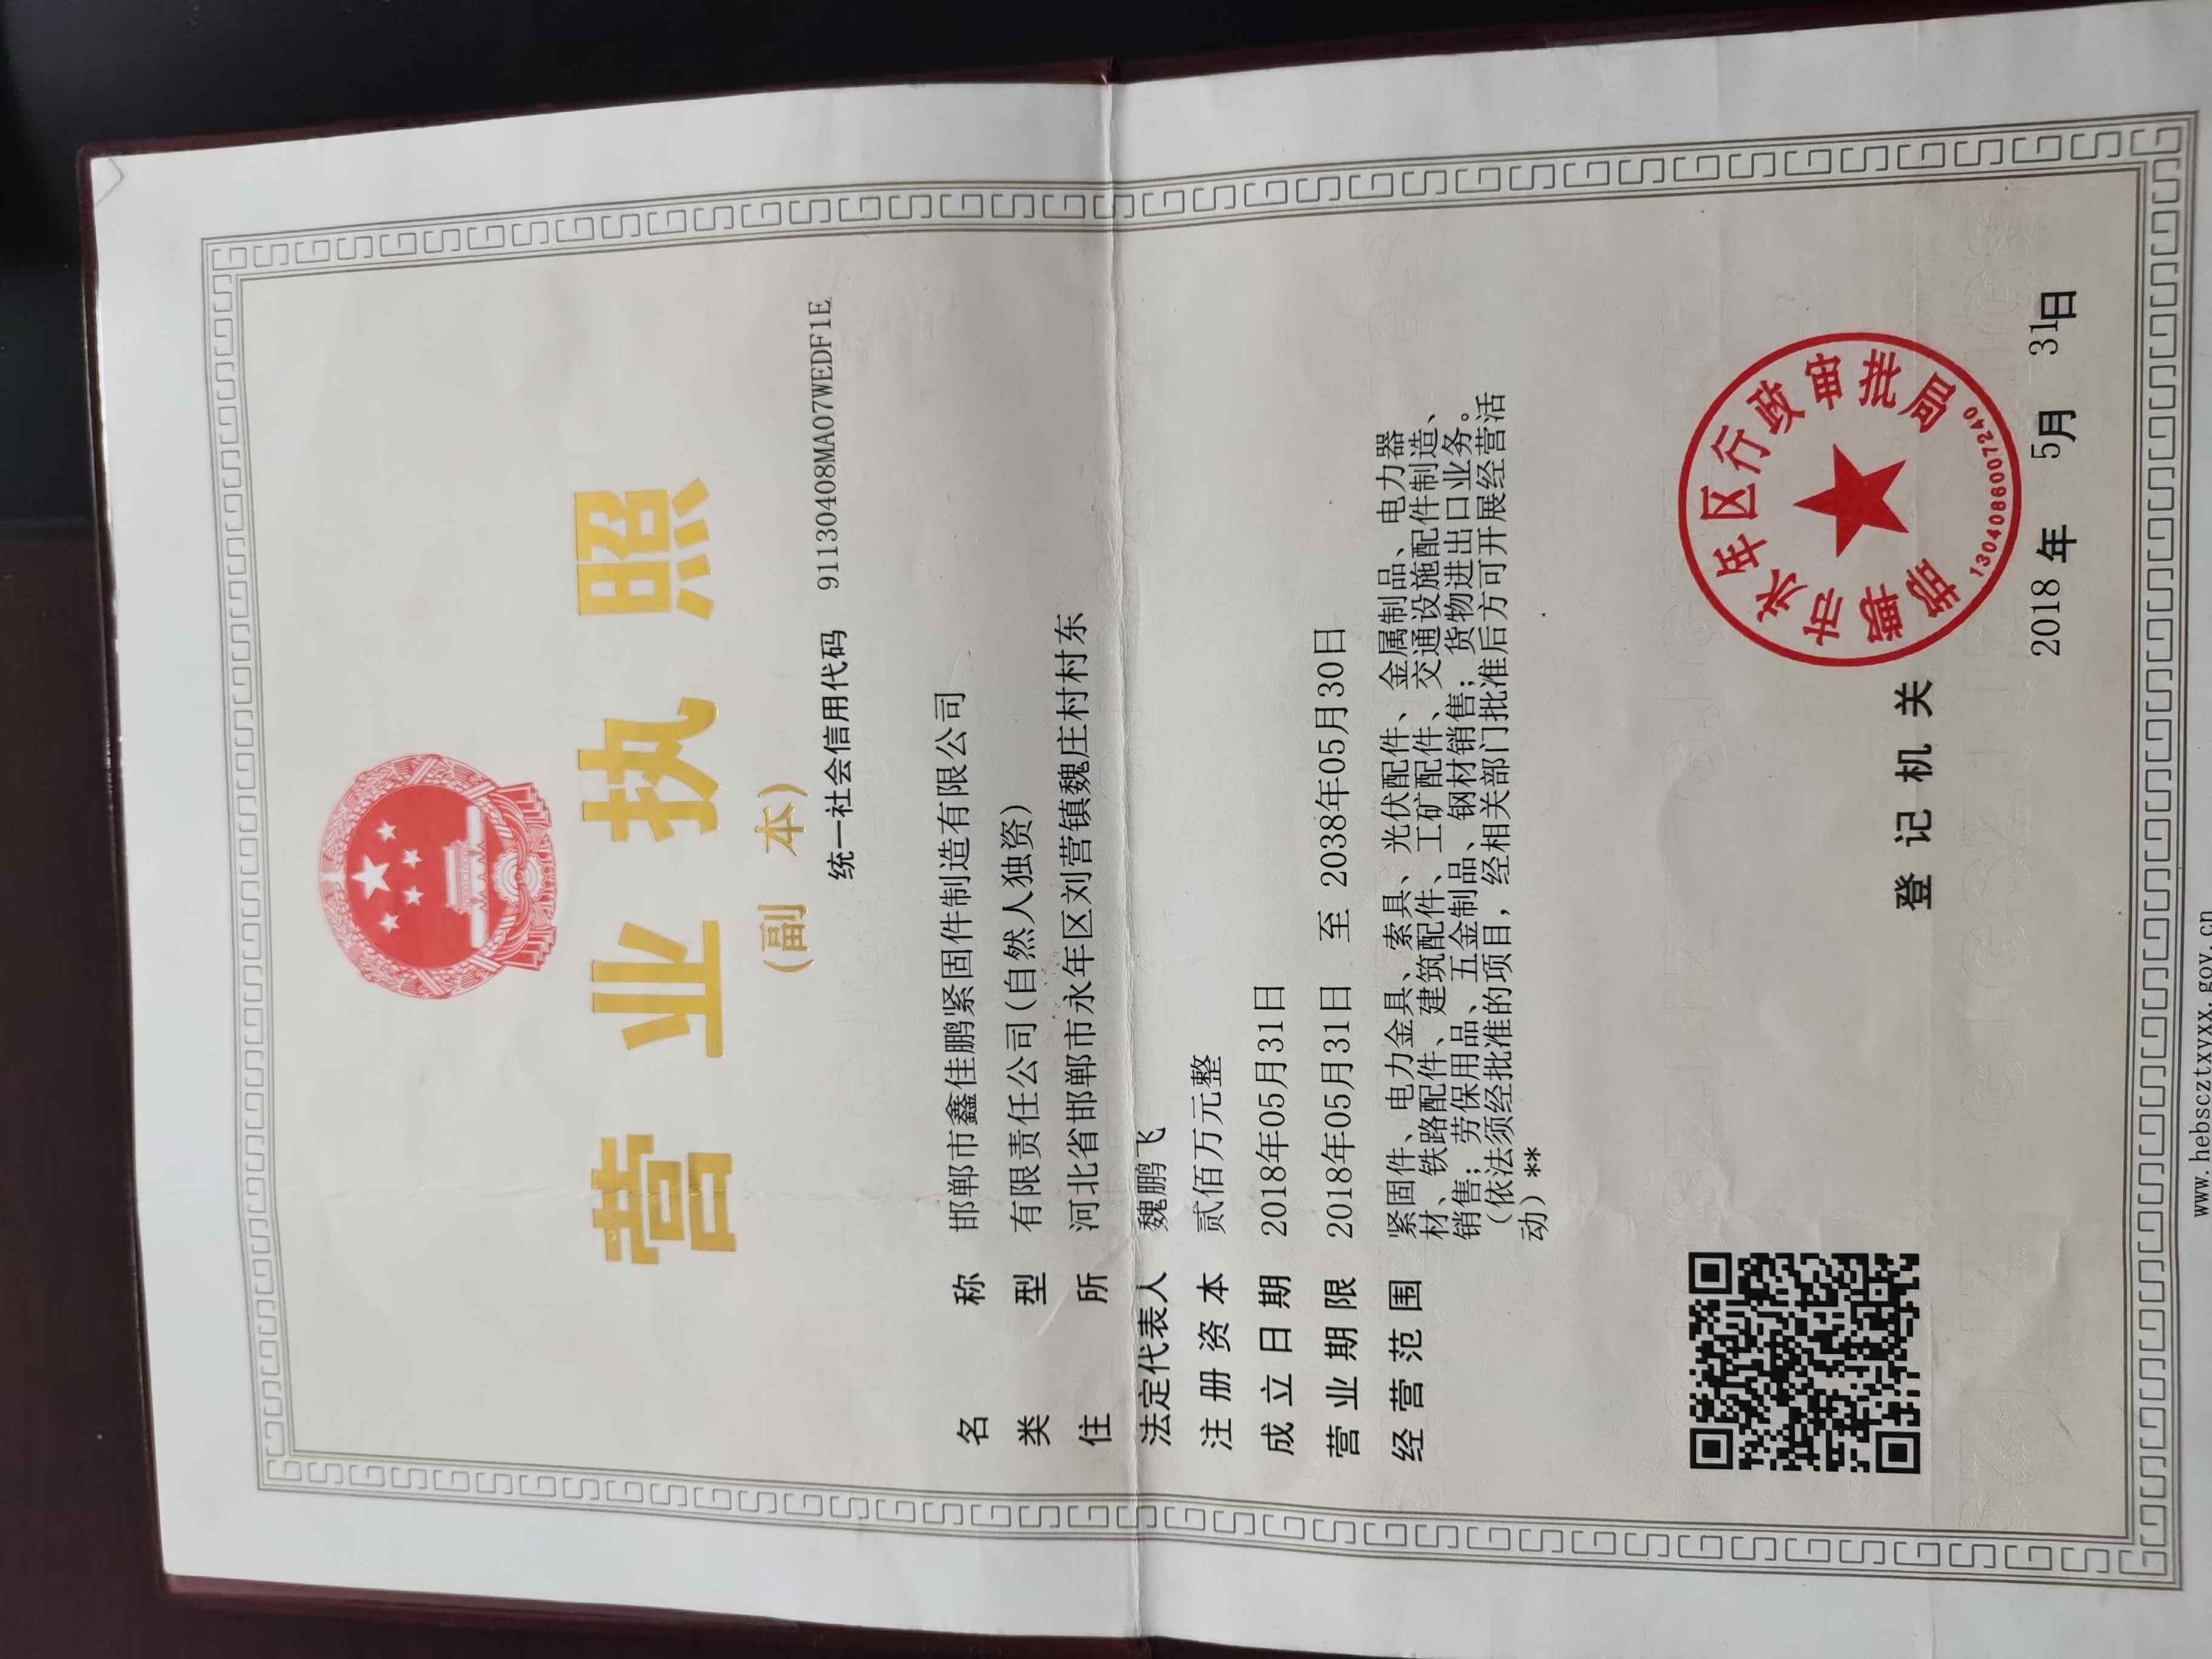 营业执照
(副 本)
统一社会信用代码 91130408MA07WEDF1E
名 称 邯郸市鑫佳鹏紧固件制造有限公司
类 型 有限责任公司(自然人独资)
住 所 河北省邯郸市永年区刘营镇魏庄村村东
法定代表人 魏鹏飞
注册资本 贰佰万元整
成立日期 2018年05月31日
营业期限 2018年05月31日 至 2038年05月30日
经营范围 紧固件、电力金具、索具、光伏配件、金属制品、电力器
材、铁路配件、建筑配件、工矿配件、交通设施配件制造、
销售；劳保用品、五金制品、钢材销售；货物进出口业务。
（依法须经批准的项目，经相关部门批准后方可开展经营活
动）**
登记机关
邯郸市永年区行政审批局
1304086007240
2018 年 5月 31日
www.hebscztxyxx.gov.cn